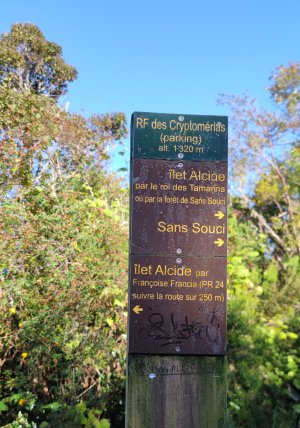 RF des Cryptomérias
(parking)
alt. 1 320 m
îlet Alcide
par le roi des Tamarins
ou par la forêt de Sans Souci
Sans Souci
îlet Alcide par
Françoise Francia (PR 24
suivre la route sur 250 m)